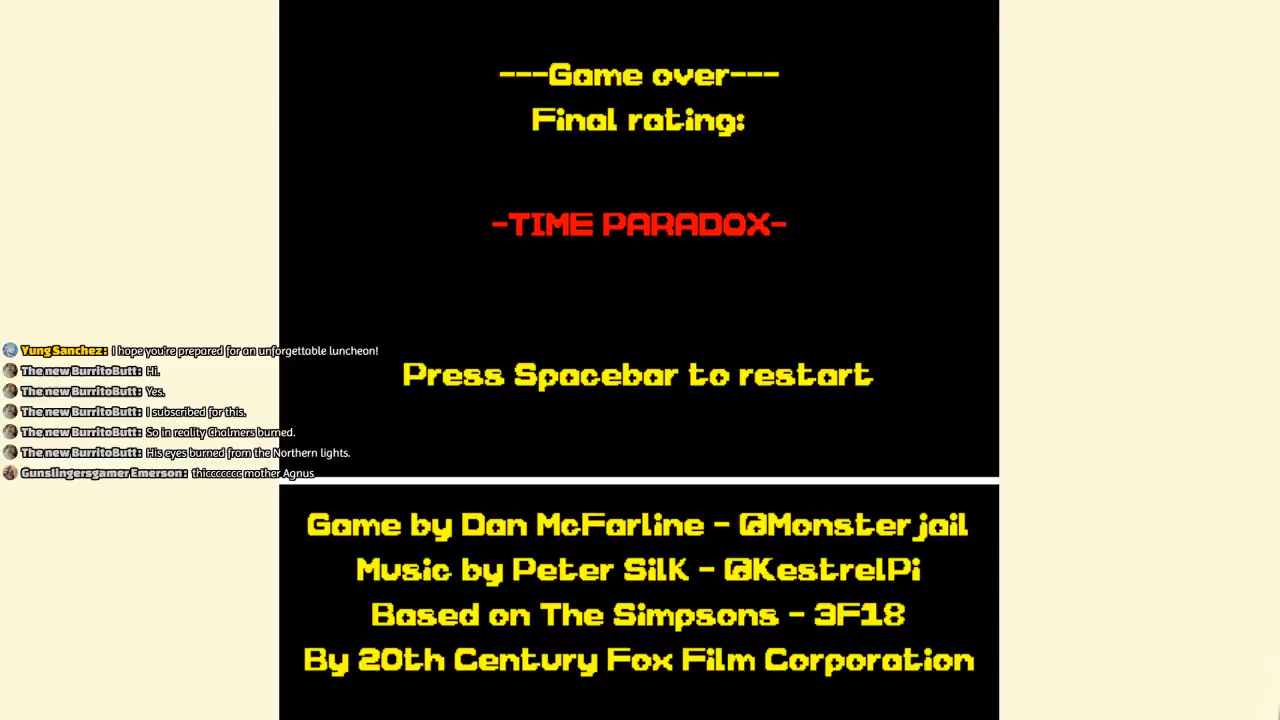 ---Game over---
Final rating:
-TIME PARADOX-
Yung Sanchez: I hope you're prepared for an unforgettable luncheon!
The new BurritoButt: Hi.
Press Spacebar to restart
The new BurritoButt: Yes.
The new BurritoButt: I subscribed for this.
The new BurritoButt: So in reality Chalmers burned.
The new BurritoButt: His eyes burned from the Northern lights.
Gunslingersgamer Emerson: thicccccc mother Agnus
Game by Dan McFarline - @Monsterjail
Music by Peter Silk - @KestrelPi
Based on The Simpsons - 3F18
By 20th Century Fox Film Corporation